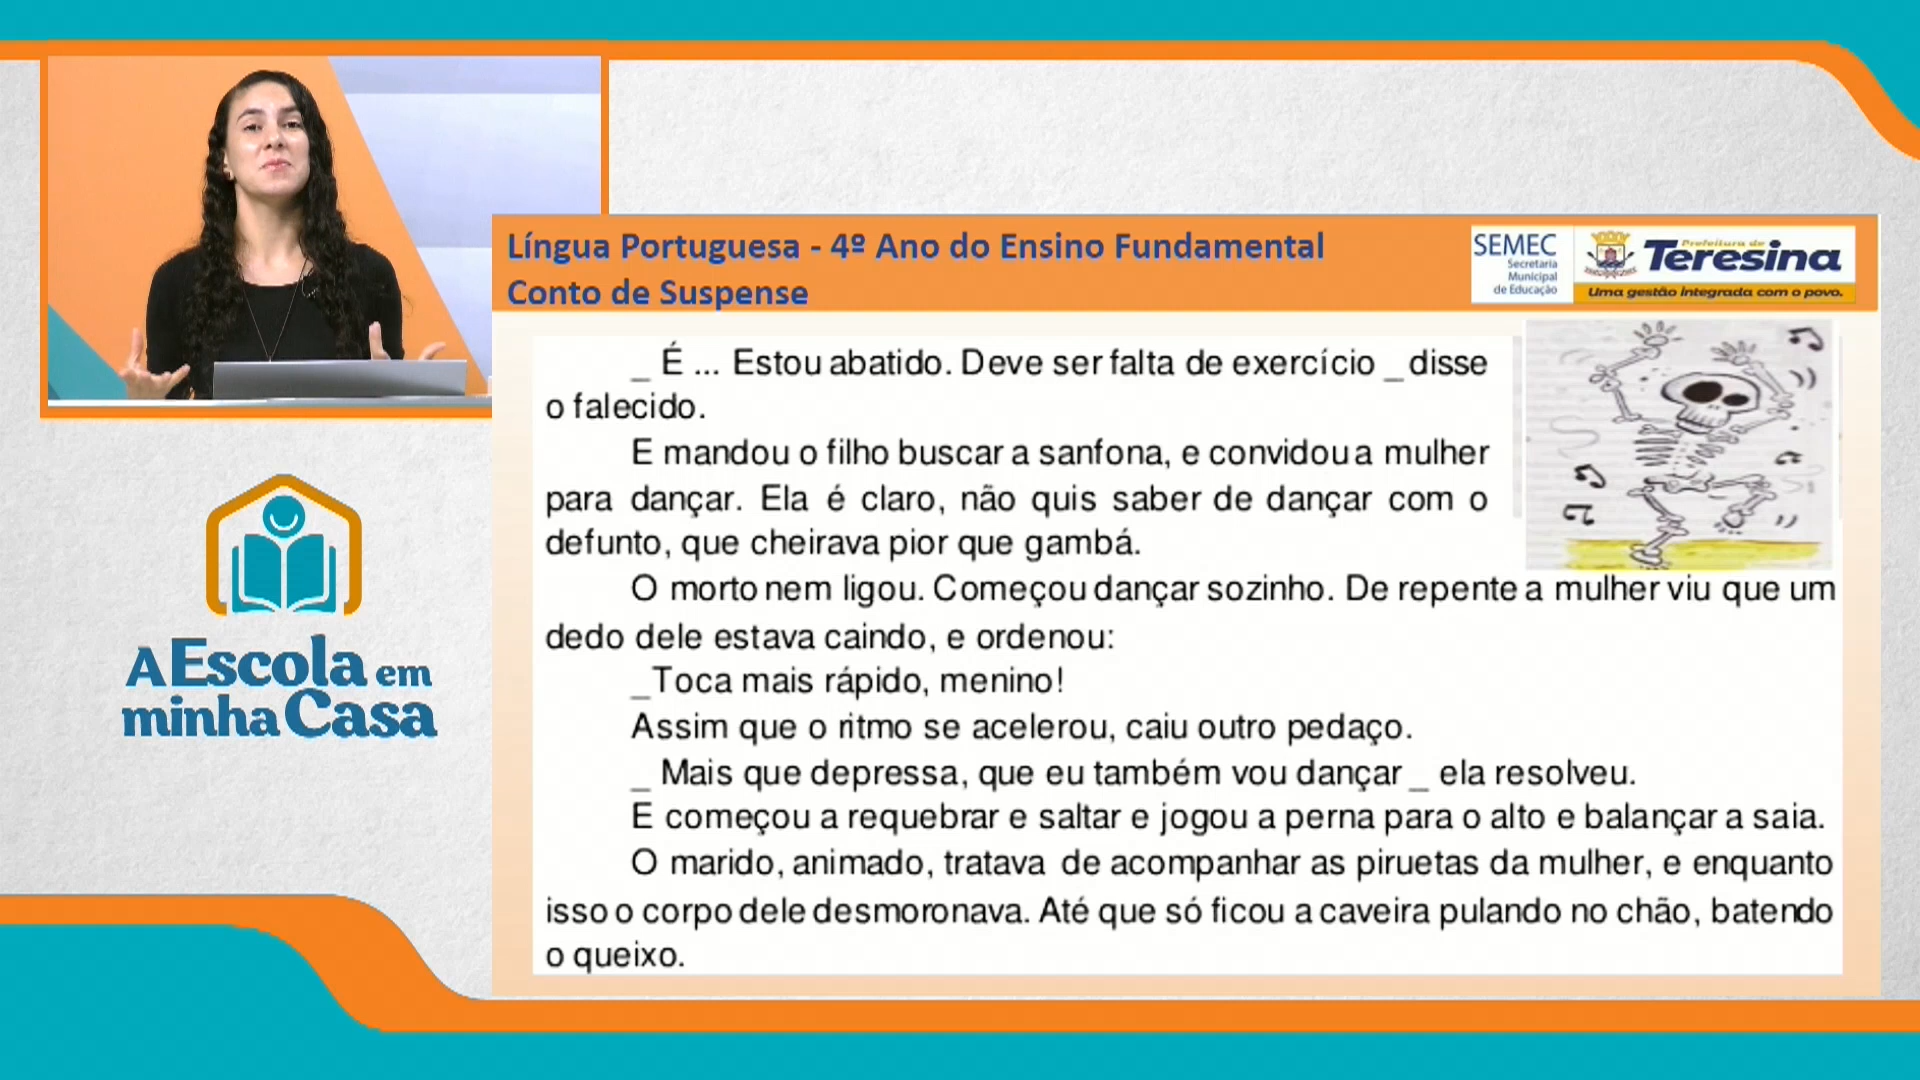 Língua Portuguesa - 4º Ano do Ensino Fundamental
Conto de Suspense
SEMEC
Secretaria
Municipal
de Educação
Prefeitura de
Teresina
Uma gestão integrada com o povo.
_ É ... Estou abatido. Deve ser falta de exercício _ disse
o falecido.
E mandou o filho buscar a sanfona, e convidou a mulher
para dançar. Ela é claro, não quis saber de dançar com o
defunto, que cheirava pior que gambá.
O morto nem ligou. Começou dançar sozinho. De repente a mulher viu que um
dedo dele estava caindo, e ordenou:
_Toca mais rápido, menino!
Assim que o ritmo se acelerou, caiu outro pedaço.
_ Mais que depressa, que eu também vou dançar _ ela resolveu.
E começou a requebrar e saltar e jogou a perna para o alto e balançar a saia.
O marido, animado, tratava de acompanhar as piruetas da mulher, e enquanto
isso o corpo dele desmoronava. Até que só ficou a caveira pulando no chão, batendo
o queixo.
A Escola em
minha Casa